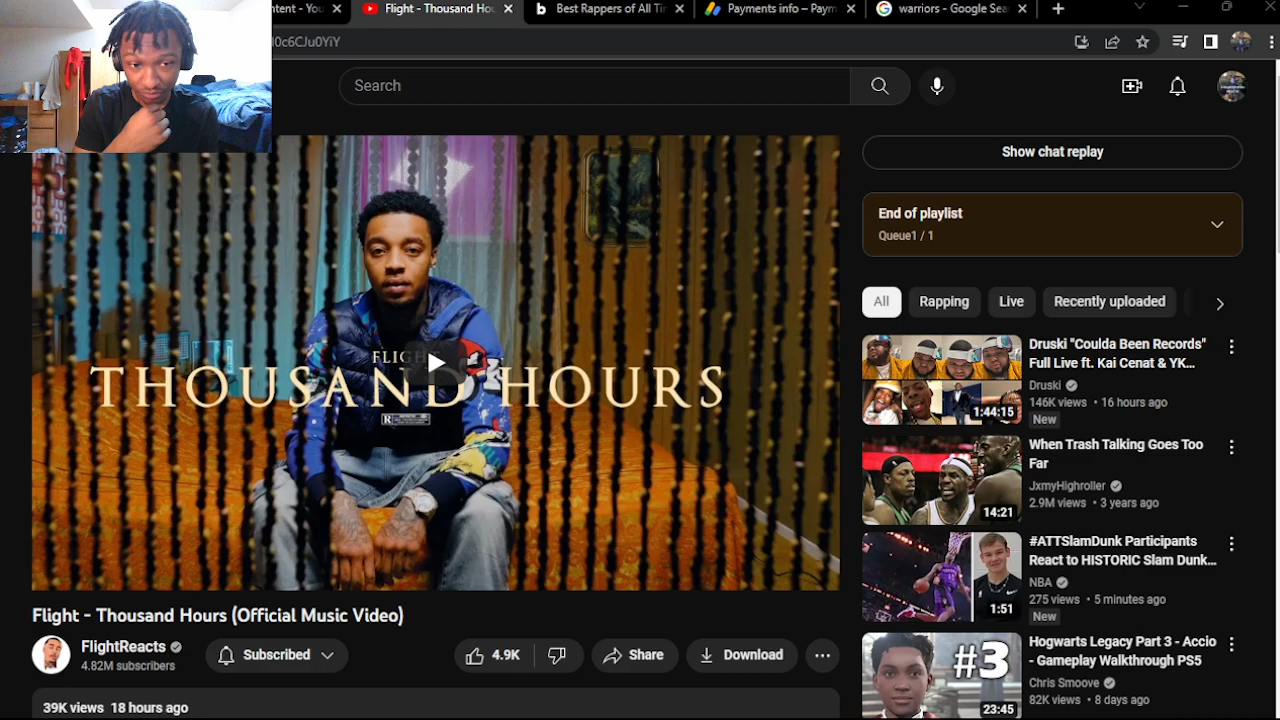 ntent - You
Flight - Thousand Hou
Best Rappers of All Tir
Payments info – Paym
warriors - Google Sea
0c6CJu0YiY
Search
Show chat replay
End of playlist
Queue1 / 1
All
Rapping
Live
Recently uploaded
FLIGHT
THOUSAND HOURS
R
Druski "Coulda Been Records"
Full Live ft. Kai Cenat & YK...
Druski
146K views • 16 hours ago
New
1:44:15
When Trash Talking Goes Too
Far
JxmyHighroller
2.9M views • 3 years ago
14:21
#ATTSlamDunk Participants
React to HISTORIC Slam Dunk...
NBA
275 views • 5 minutes ago
New
1:51
Hogwarts Legacy Part 3 - Accio
- Gameplay Walkthrough PS5
Chris Smoove
82K views • 8 days ago
#3
23:45
Flight - Thousand Hours (Official Music Video)
FlightReacts
4.82M subscribers
Subscribed
4.9K
Share
Download
39K views 18 hours ago